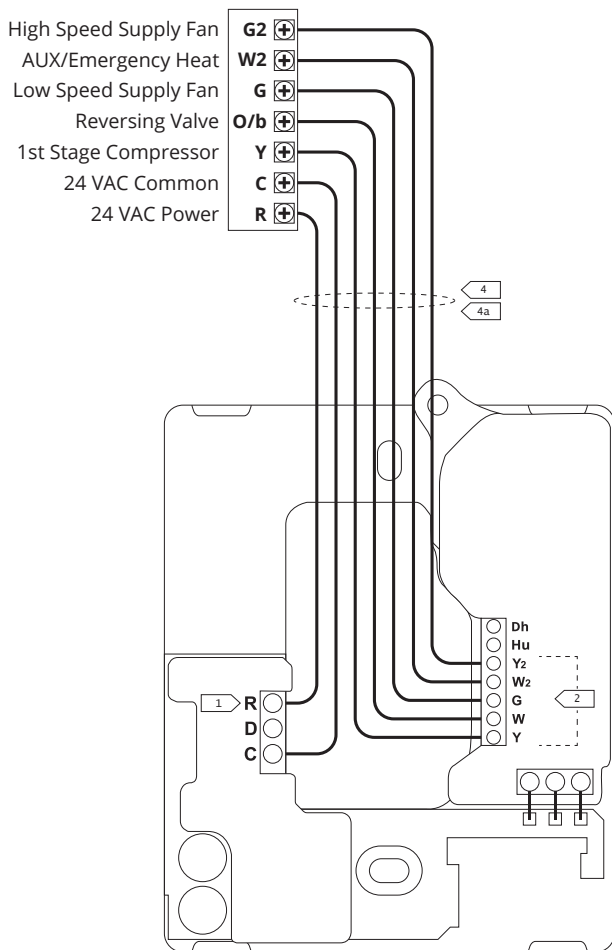 High Speed Supply Fan G2
AUX/Emergency Heat W2
Low Speed Supply Fan G
Reversing Valve O/b
1st Stage Compressor Y
24 VAC Common C
24 VAC Power R
4
4a
Dh
Hu
Y2
W2
G
W
Y
2
1
R
D
C